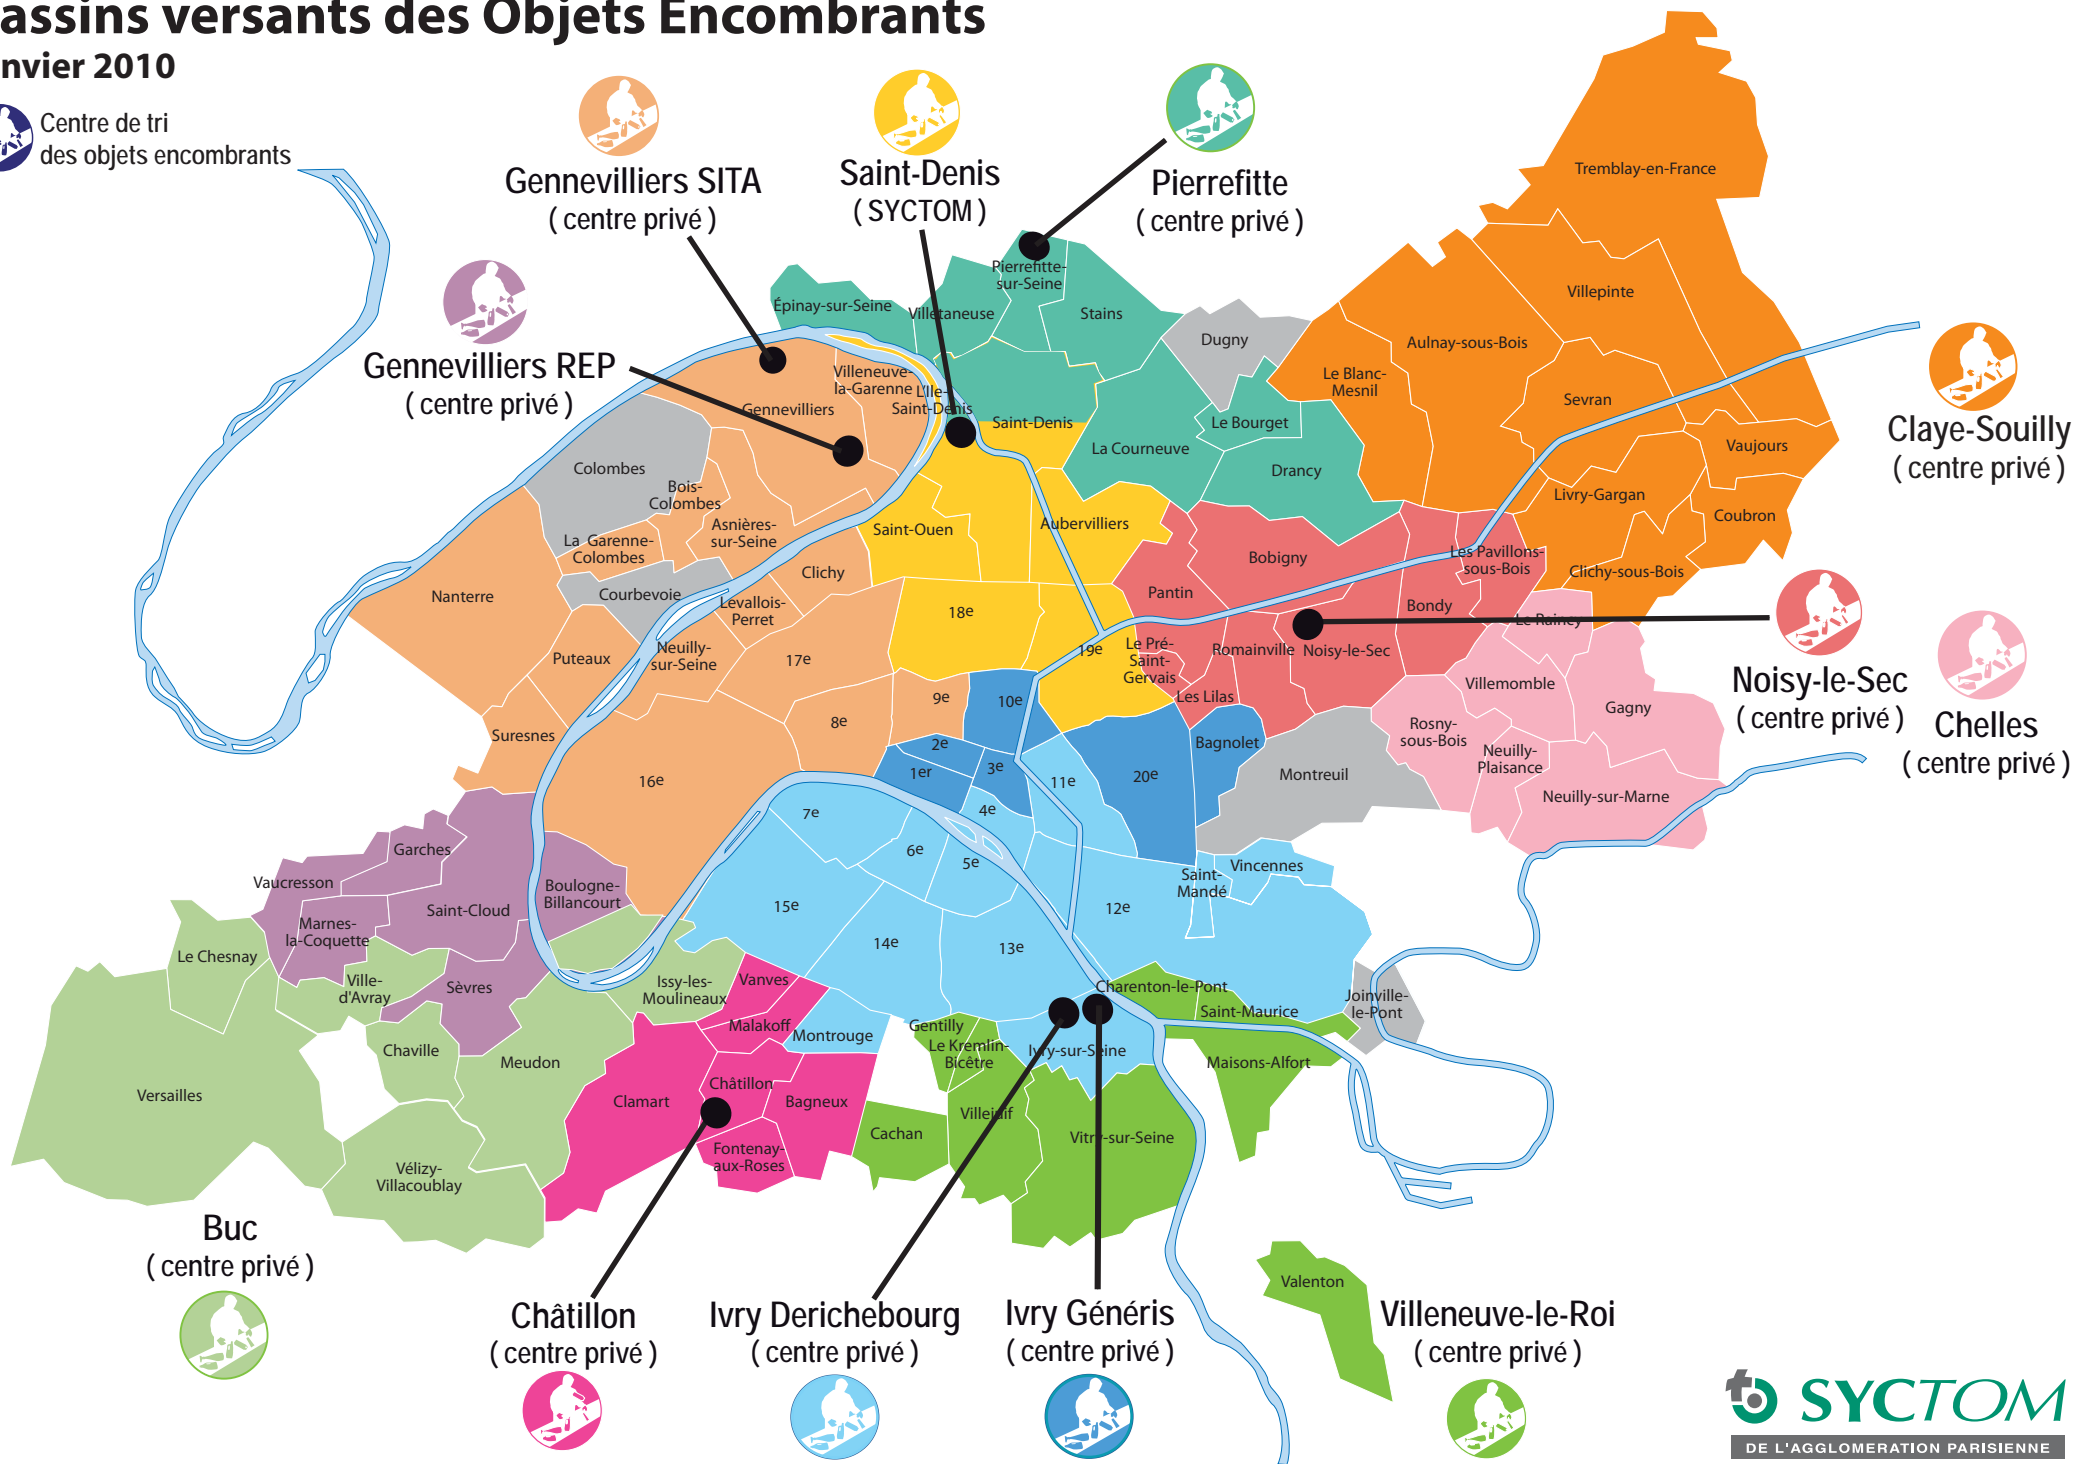 assins versants des Objets Encombrants
nvier 2010
Centre de tri
des objets encombrants
Gennevilliers SITA
( centre privé )
Saint-Denis
( SYCTOM )
Pierrefitte
( centre privé )
Gennevilliers REP
( centre privé )
Claye-Souilly
( centre privé )
Noisy-le-Sec
( centre privé )
Chelles
( centre privé )
Tremblay-en-France
Villepinte
Aulnay-sous-Bois
Le Blanc-
Mesnil
Sevran
Vaujours
Livry-Gargan
Coubron
Clichy-sous-Bois
Épinay-sur-Seine
Villetaneuse
Pierrefitte-
sur-Seine
Stains
Dugny
Le Bourget
La Courneuve
Drancy
Villeneuve-
la-Garenne
L'Ile-
Saint-Denis
Saint-Denis
Gennevilliers
Colombes
Bois-
Colombes
Asnières-
sur-Seine
La Garenne-
Colombes
Courbevoie
Clichy
Levallois-
Perret
Neuilly-
sur-Seine
Nanterre
Puteaux
Suresnes
Saint-Ouen
Aubervilliers
Pantin
Bobigny
Les Pavillons-
sous-Bois
Bondy
Le Raincy
Le Pré-
Saint-
Gervais
Romainville
Noisy-le-Sec
Les Lilas
Bagnolet
Montreuil
Villemomble
Gagny
Rosny-
sous-Bois
Neuilly-
Plaisance
Neuilly-sur-Marne
18e
19e
17e
9e
10e
8e
2e
1er
3e
11e
20e
16e
4e
7e
6e
5e
15e
14e
13e
12e
Saint-
Mandé
Vincennes
Garches
Vaucresson
Marnes-
la-Coquette
Saint-Cloud
Boulogne-
Billancourt
Le Chesnay
Ville-
d'Avray
Sèvres
Issy-les-
Moulineaux
Vanves
Malakoff
Montrouge
Chaville
Meudon
Versailles
Vélizy-
Villacoublay
Clamart
Châtillon
Bagneux
Fontenay-
aux-Roses
Gentilly
Le Kremlin-
Bicêtre
Ivry-sur-Seine
Charenton-le-Pont
Saint-Maurice
Joinville-
le-Pont
Maisons-Alfort
Cachan
Villejuif
Vitry-sur-Seine
Valenton
Buc
( centre privé )
Châtillon
( centre privé )
Ivry Derichebourg
( centre privé )
Ivry Généris
( centre privé )
Villeneuve-le-Roi
( centre privé )
SYCTOM
DE L'AGGLOMERATION PARISIENNE